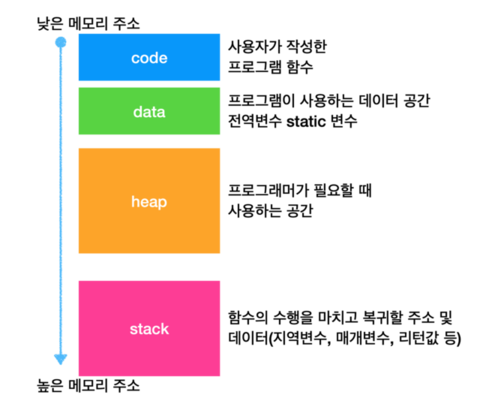 낮은 메모리 주소
code
사용자가 작성한
프로그램 함수
data
프로그램이 사용하는 데이터 공간
전역변수 static 변수
heap
프로그래머가 필요할 때
사용하는 공간
stack
함수의 수행을 마치고 복귀할 주소 및
데이터(지역변수, 매개변수, 리턴값 등)
높은 메모리 주소